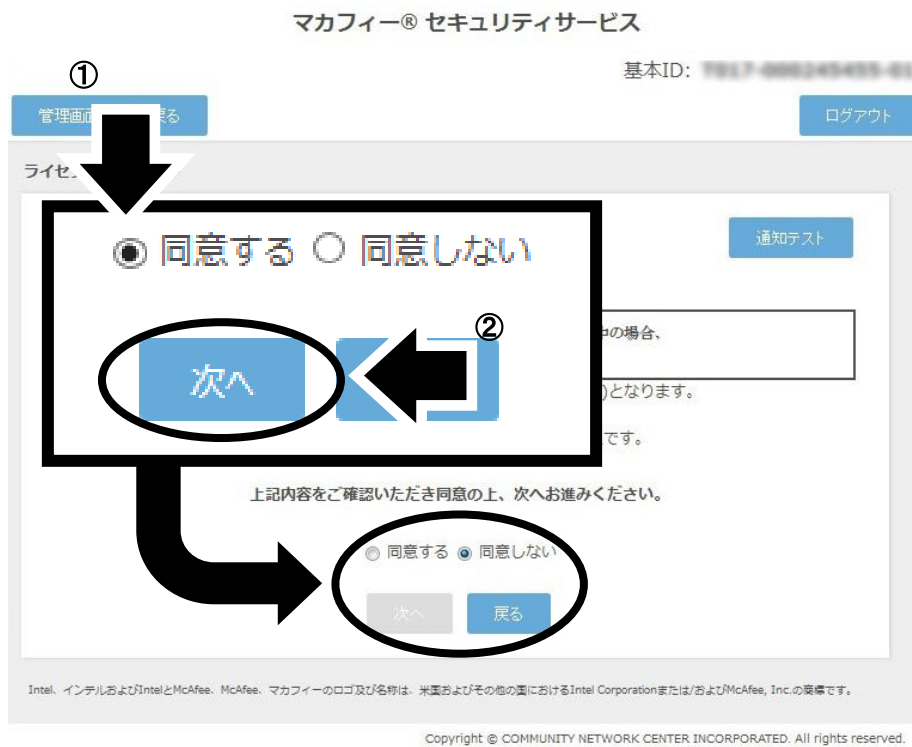 マカフィー® セキュリティサービス
基本ID:
①
管理画
戻る
ログアウト
ライセ
通知テスト
同意する 同意しない
②
次へ
の場合、
)となります。
です。
上記内容をご確認いただき同意の上、次へお進みください。
同意する 同意しない
次へ 戻る
Intel、インテルおよびIntelとMcAfee、McAfee、マカフィーのロゴ及び名称は、米国およびその他の国におけるIntel Corporationまたは/およびMcAfee, Inc.の商標です。
Copyright © COMMUNITY NETWORK CENTER INCORPORATED. All rights reserved.